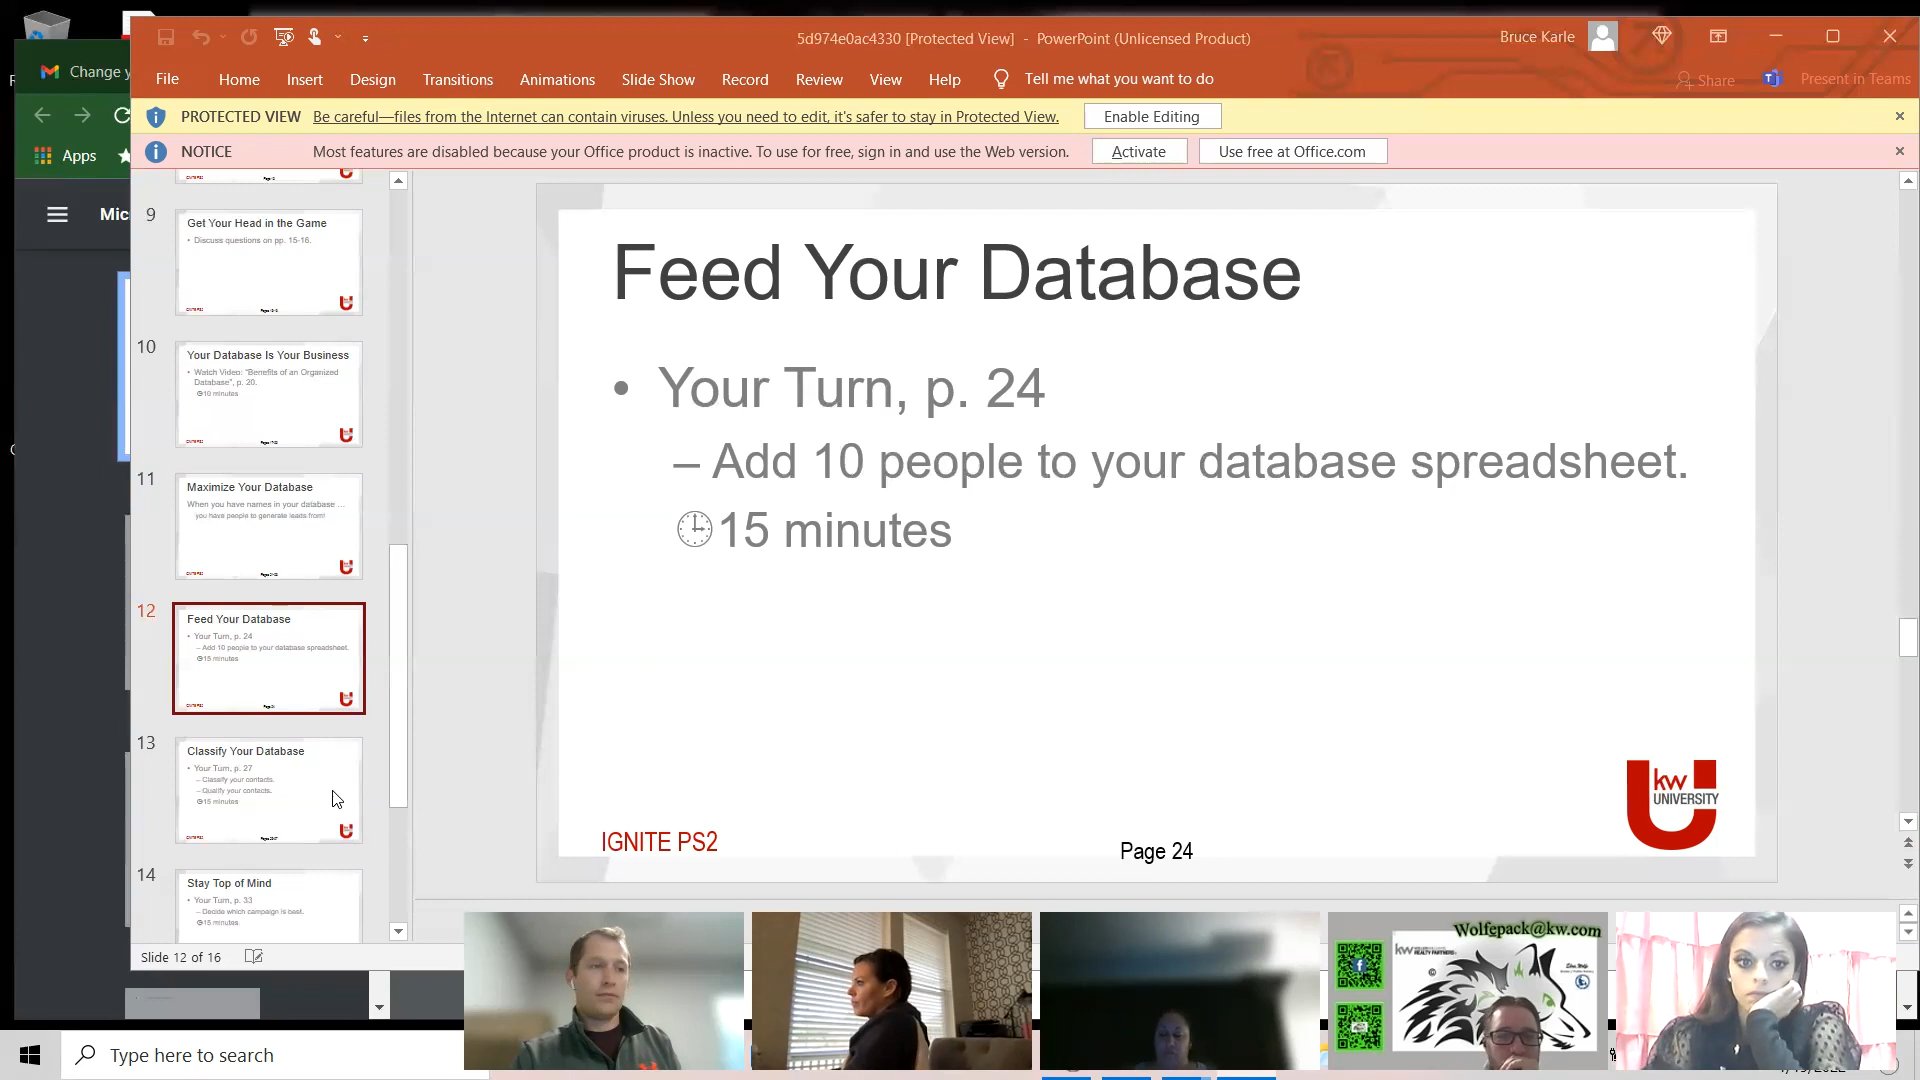 5d974e0ac4330 [Protected View] - PowerPoint (Unlicensed Product)
Bruce Karle
Change y
File Home Insert Design Transitions Animations Slide Show Record Review View Help Tell me what you want to do
Share Present in Teams
PROTECTED VIEW Be careful—files from the Internet can contain viruses. Unless you need to edit, it's safer to stay in Protected View. Enable Editing
NOTICE Most features are disabled because your Office product is inactive. To use for free, sign in and use the Web version. Activate Use free at Office.com
Apps
Mic
9
Get Your Head in the Game
• Discuss questions on pp. 15-16.
10
Your Database Is Your Business
• Watch Video: "Benefits of an Organized
Database", p. 20.
10 minutes
11
Maximize Your Database
When you have names in your database ...
you have people to generate leads from!
12
Feed Your Database
• Your Turn, p. 24
– Add 10 people to your database spreadsheet.
15 minutes
Page 24
13
Classify Your Database
• Your Turn, p. 27
– Classify your contacts.
– Qualify your contacts.
15 minutes
14
Stay Top of Mind
• Your Turn, p. 33
– Decide which campaign is best.
15 minutes
Feed Your Database
• Your Turn, p. 24
– Add 10 people to your database spreadsheet.
15 minutes
IGNITE PS2
Page 24
kw
UNIVERSITY
Slide 12 of 16
Wolfepack@kw.com
kw
REALTY PARTNERS
Type here to search